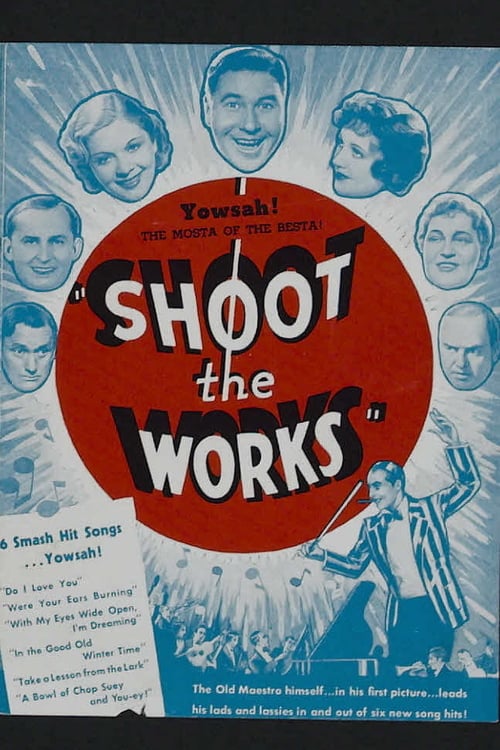 Yowsah!
THE MOSTA OF THE BESTA!
"SHOOT
the
WORKS"
6 Smash Hit Songs
...Yowsah!
"Do I Love You"
"Were Your Ears Burning"
"With My Eyes Wide Open,
I'm Dreaming"
"In the Good Old
Winter Time"
"Take a Lesson from the Lark"
"A Bowl of Chop Suey
and You-ey!"
The Old Maestro himself...in his first picture...leads
his lads and lassies in and out of six new song hits!